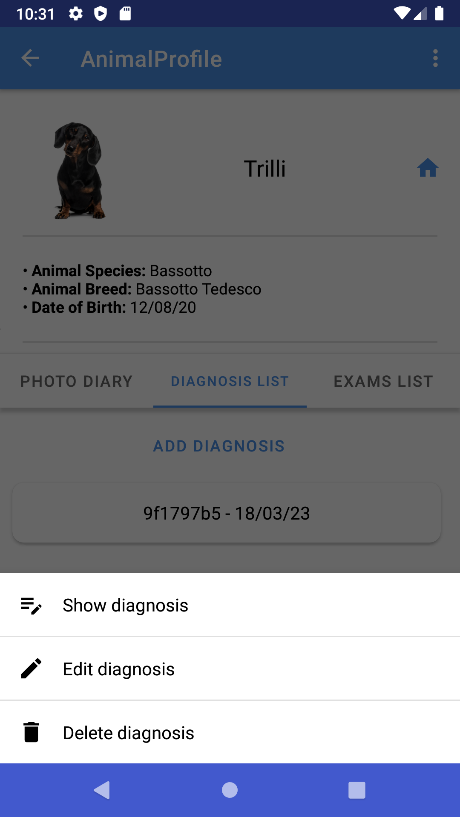 10:31
AnimalProfile
Trilli
• Animal Species: Bassotto
• Animal Breed: Bassotto Tedesco
• Date of Birth: 12/08/20
PHOTO DIARY DIAGNOSIS LIST EXAMS LIST
ADD DIAGNOSIS
9f1797b5 - 18/03/23
Show diagnosis
Edit diagnosis
Delete diagnosis